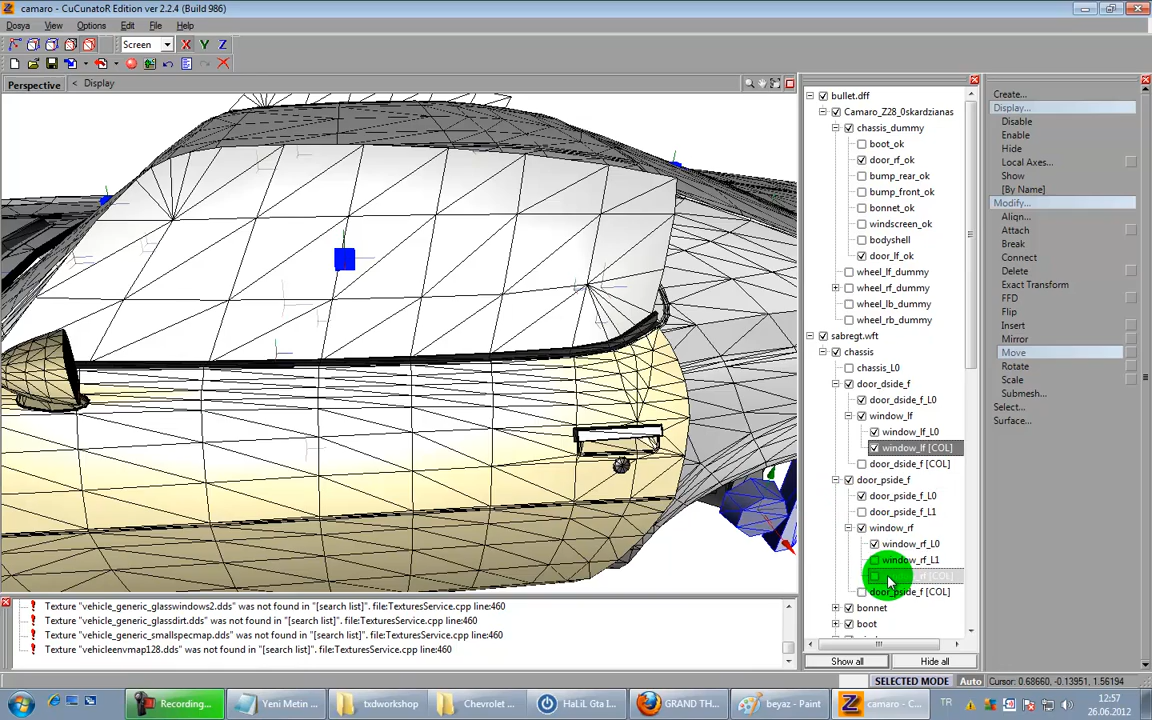 camaro - CuCunatoR Edition ver 2.2.4 (Build 986)
Dosya View Options Edit File Help
Screen X Y Z
Perspective < Display
bullet.dff
Camaro_Z28_0skardzianas
chassis_dummy
boot_ok
door_rf_ok
bump_rear_ok
bump_front_ok
bonnet_ok
windscreen_ok
bodyshell
door_lf_ok
wheel_lf_dummy
wheel_rf_dummy
wheel_lb_dummy
wheel_rb_dummy
sabregt.wft
chassis
chassis_L0
door_dside_f
door_dside_f_L0
window_lf
window_lf_L0
window_lf [COL]
door_dside_f [COL]
door_pside_f
door_pside_f_L0
door_pside_f_L1
window_rf
window_rf_L0
window_rf_L1
door_pside_f [COL]
bonnet
boot
Show all Hide all
Create...
Display...
Disable
Enable
Hide
Local Axes...
Show
[By Name]
Modify...
Align...
Attach
Break
Connect
Delete
Exact Transform
FFD
Flip
Insert
Mirror
Move
Rotate
Scale
Submesh...
Select...
Surface...
Texture "vehicle_generic_glasswindows2.dds" was not found in "[search list]". file:TexturesService.cpp line:460
Texture "vehicle_generic_glassdirt.dds" was not found in "[search list]". file:TexturesService.cpp line:460
Texture "vehicle_generic_smallspecmap.dds" was not found in "[search list]". file:TexturesService.cpp line:460
Texture "vehicleenvmap128.dds" was not found in "[search list]". file:TexturesService.cpp line:460
SELECTED MODE Auto Cursor: 0.68660, -0.13951, 1.56194
Recording... Yeni Metin ... txdworkshop Chevrolet ... HaLiL Gta I... GRAND TH... beyaz - Paint camaro - C... TR 12:57
26.06.2012